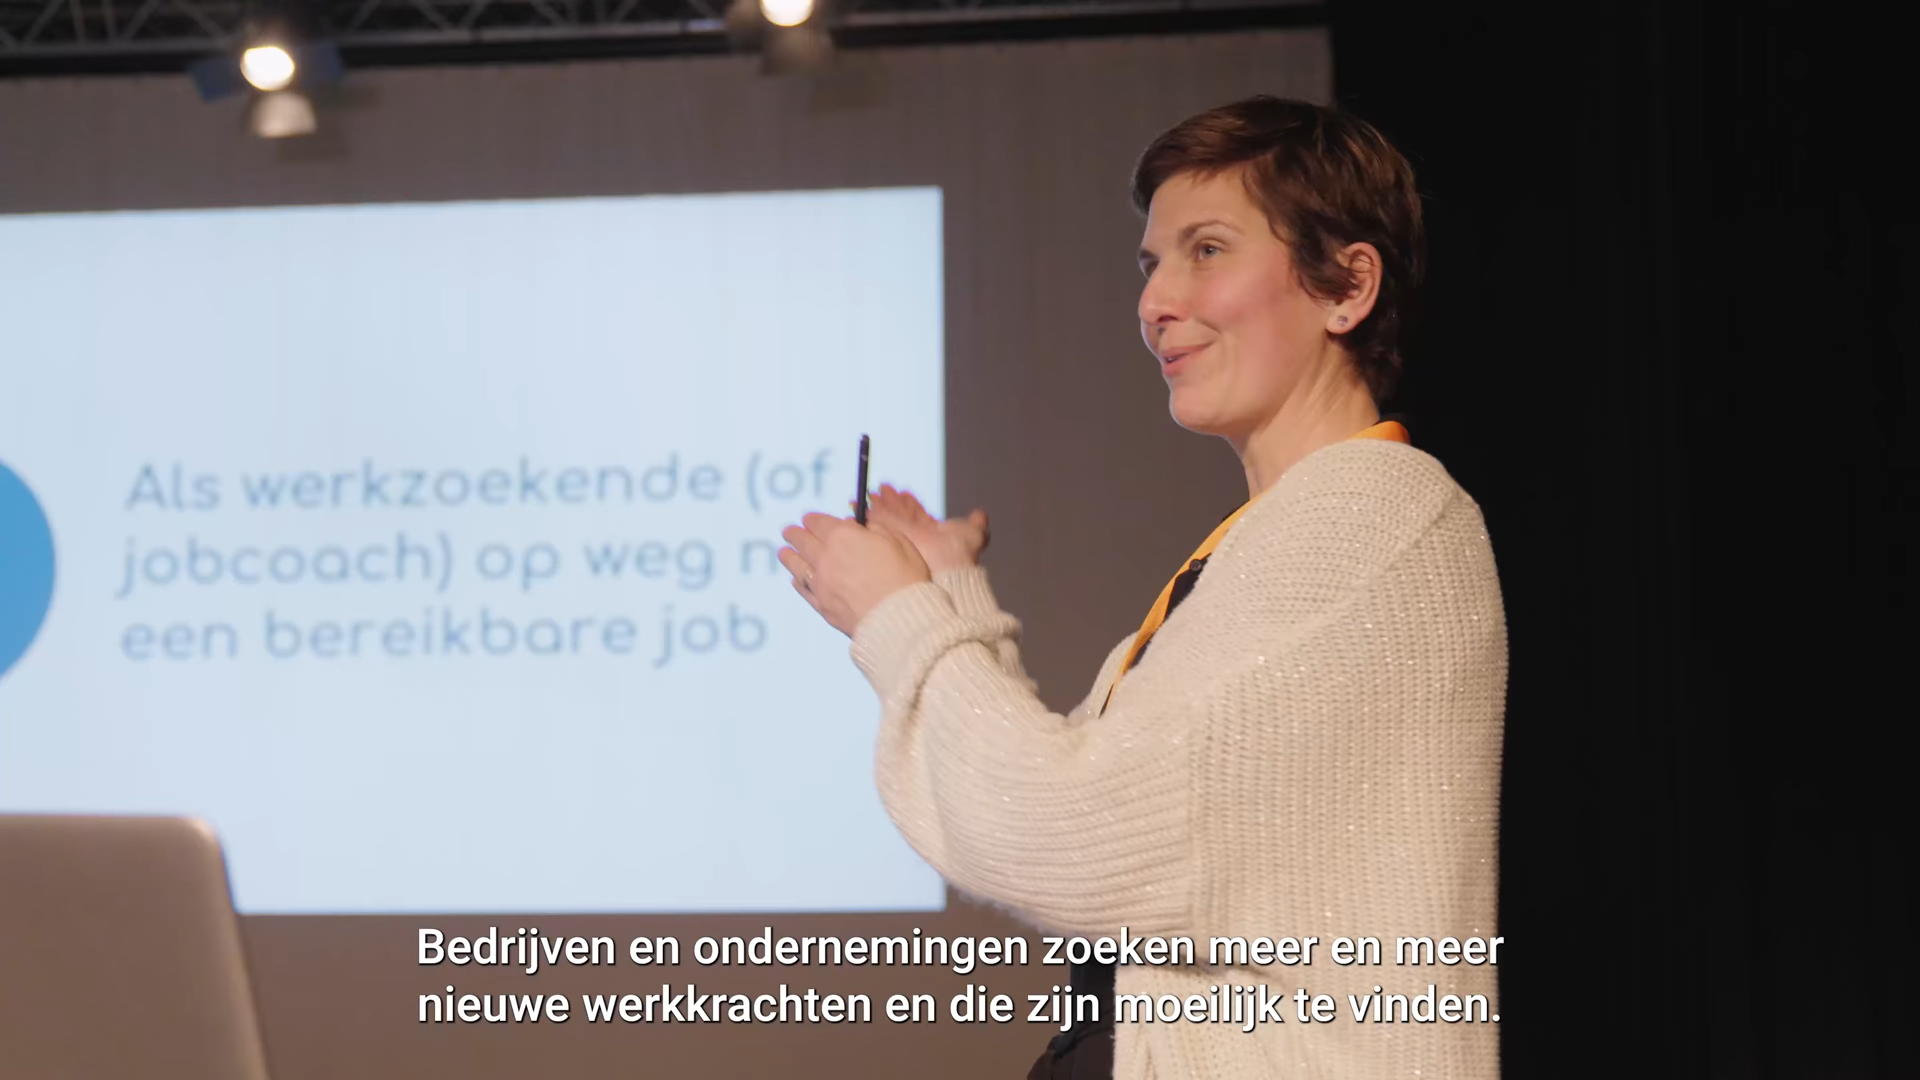 Als werkzoekende (of
jobcoach) op weg
een bereikbare job
Bedrijven en ondernemingen zoeken meer en meer
nieuwe werkkrachten en die zijn moeilijk te vinden.